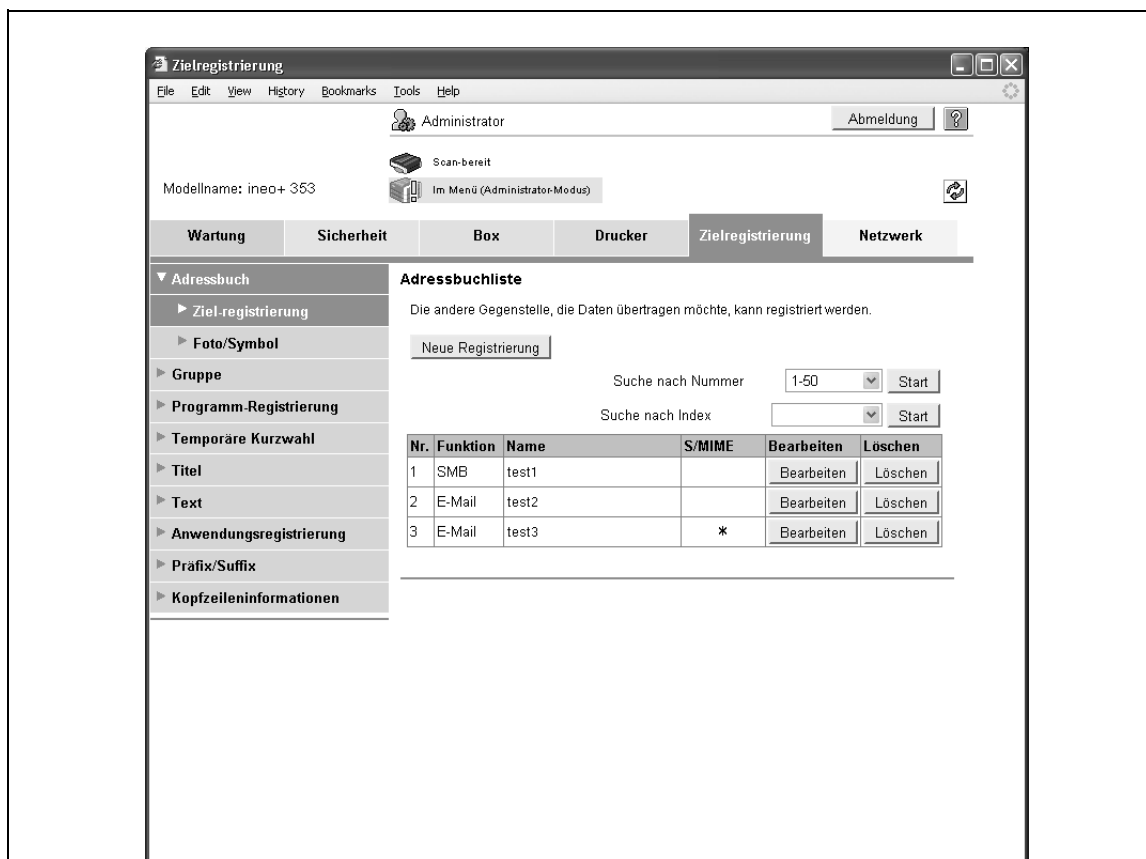 Zielregistrierung
File Edit View History Bookmarks Tools Help
Administrator
Abmeldung ?
Scan-bereit
Modellname: ineo+ 353
Im Menü (Administrator-Modus)
Wartung Sicherheit Box Drucker Zielregistrierung Netzwerk
Adressbuch
Ziel-registrierung
Foto/Symbol
Gruppe
Programm-Registrierung
Temporäre Kurzwahl
Titel
Text
Anwendungsregistrierung
Präfix/Suffix
Kopfzeileninformationen
Adressbuchliste
Die andere Gegenstelle, die Daten übertragen möchte, kann registriert werden.
Neue Registrierung
Suche nach Nummer 1-50 Start
Suche nach Index Start
Nr. Funktion Name S/MIME Bearbeiten Löschen
1 SMB test1 Bearbeiten Löschen
2 E-Mail test2 Bearbeiten Löschen
3 E-Mail test3 * Bearbeiten Löschen